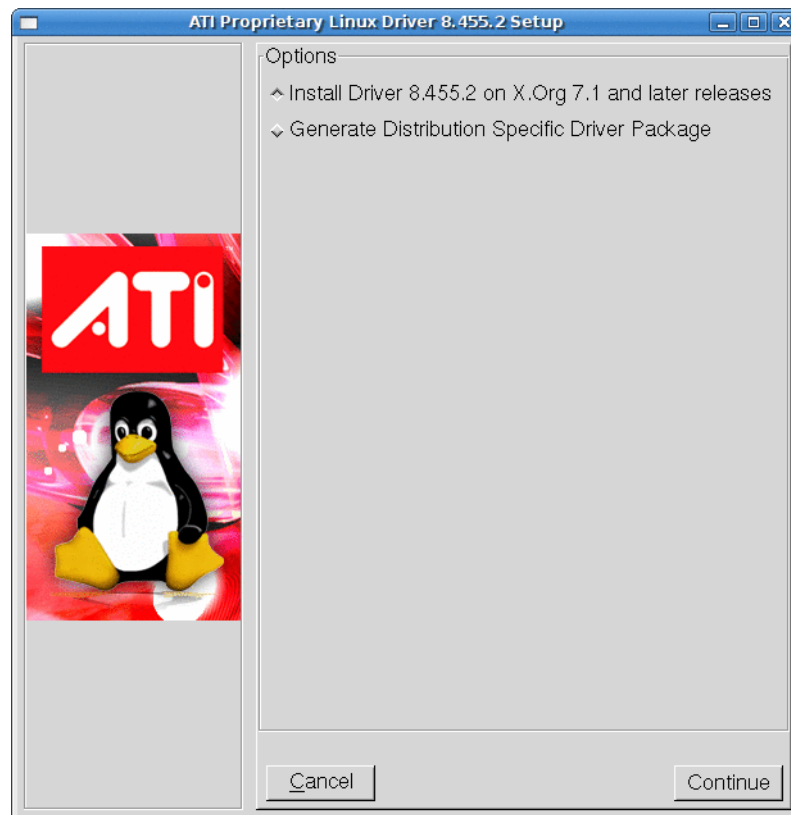 ATI Proprietary Linux Driver 8.455.2 Setup
Options
Install Driver 8.455.2 on X.Org 7.1 and later releases
Generate Distribution Specific Driver Package
ATI
Cancel
Continue